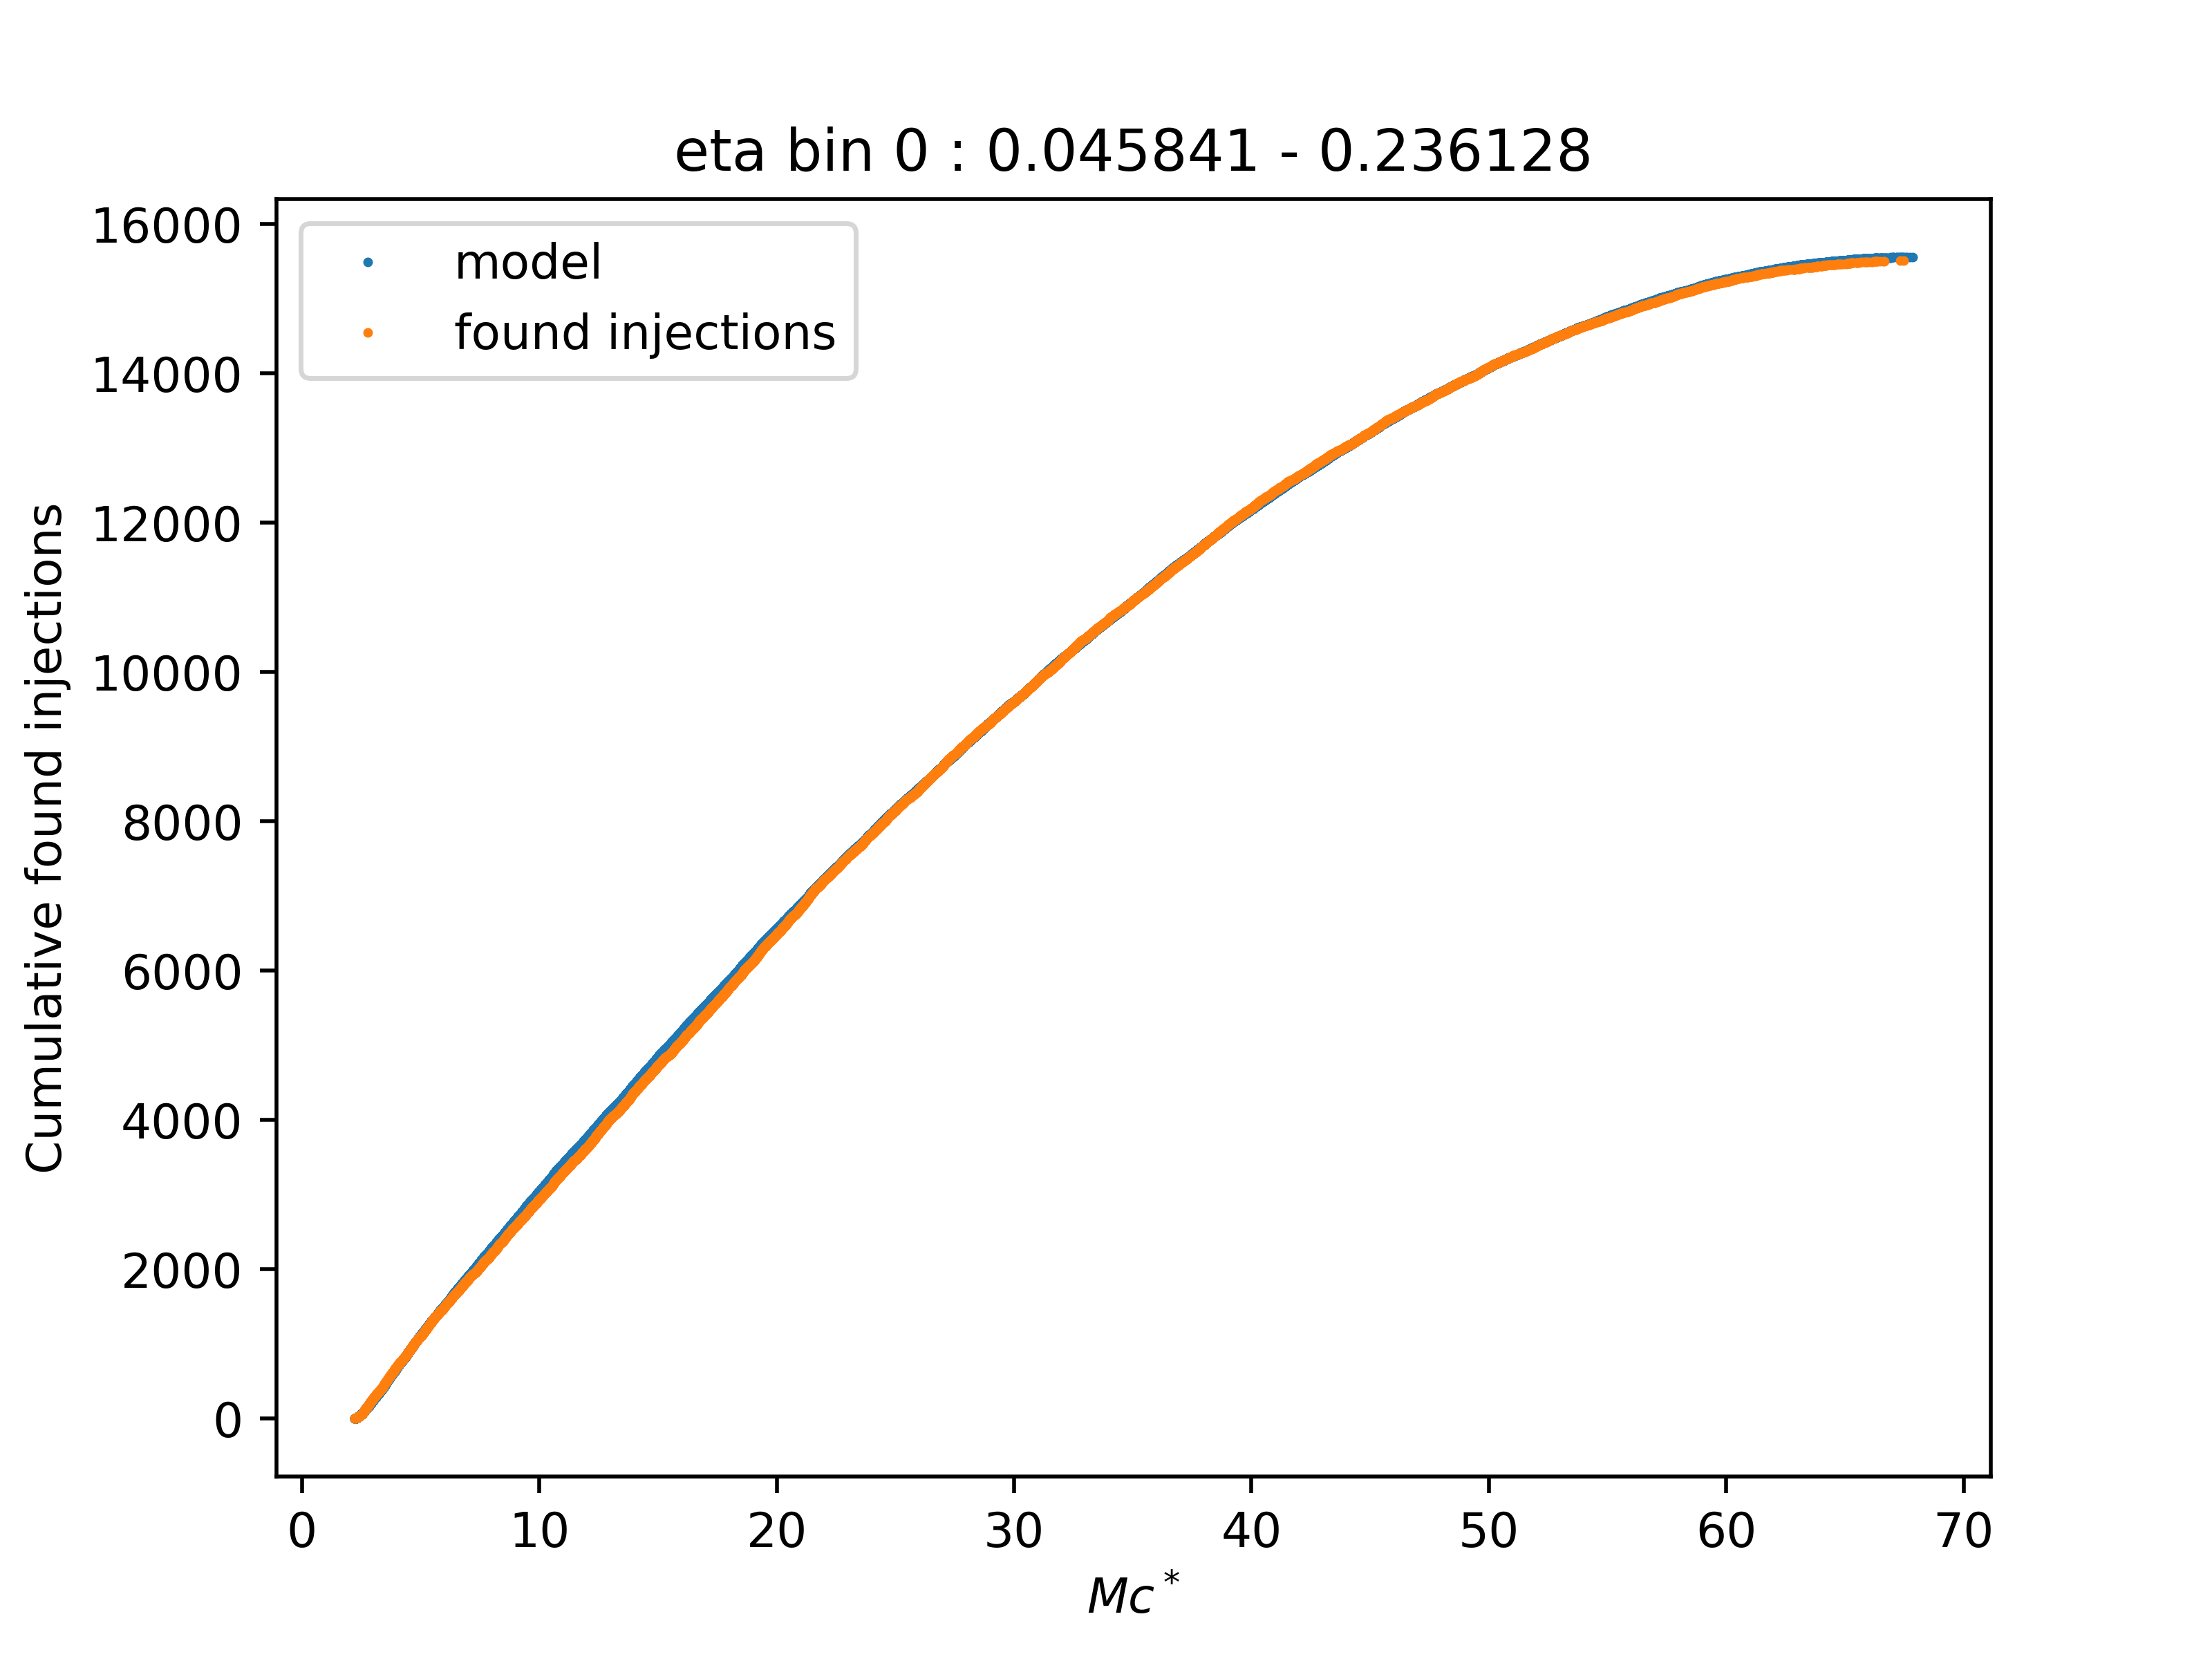 eta bin 0 : 0.045841 - 0.236128
model
found injections
16000
14000
12000
10000
8000
6000
4000
2000
0
Cumulative found injections
0 10 20 30 40 50 60 70
Mc*